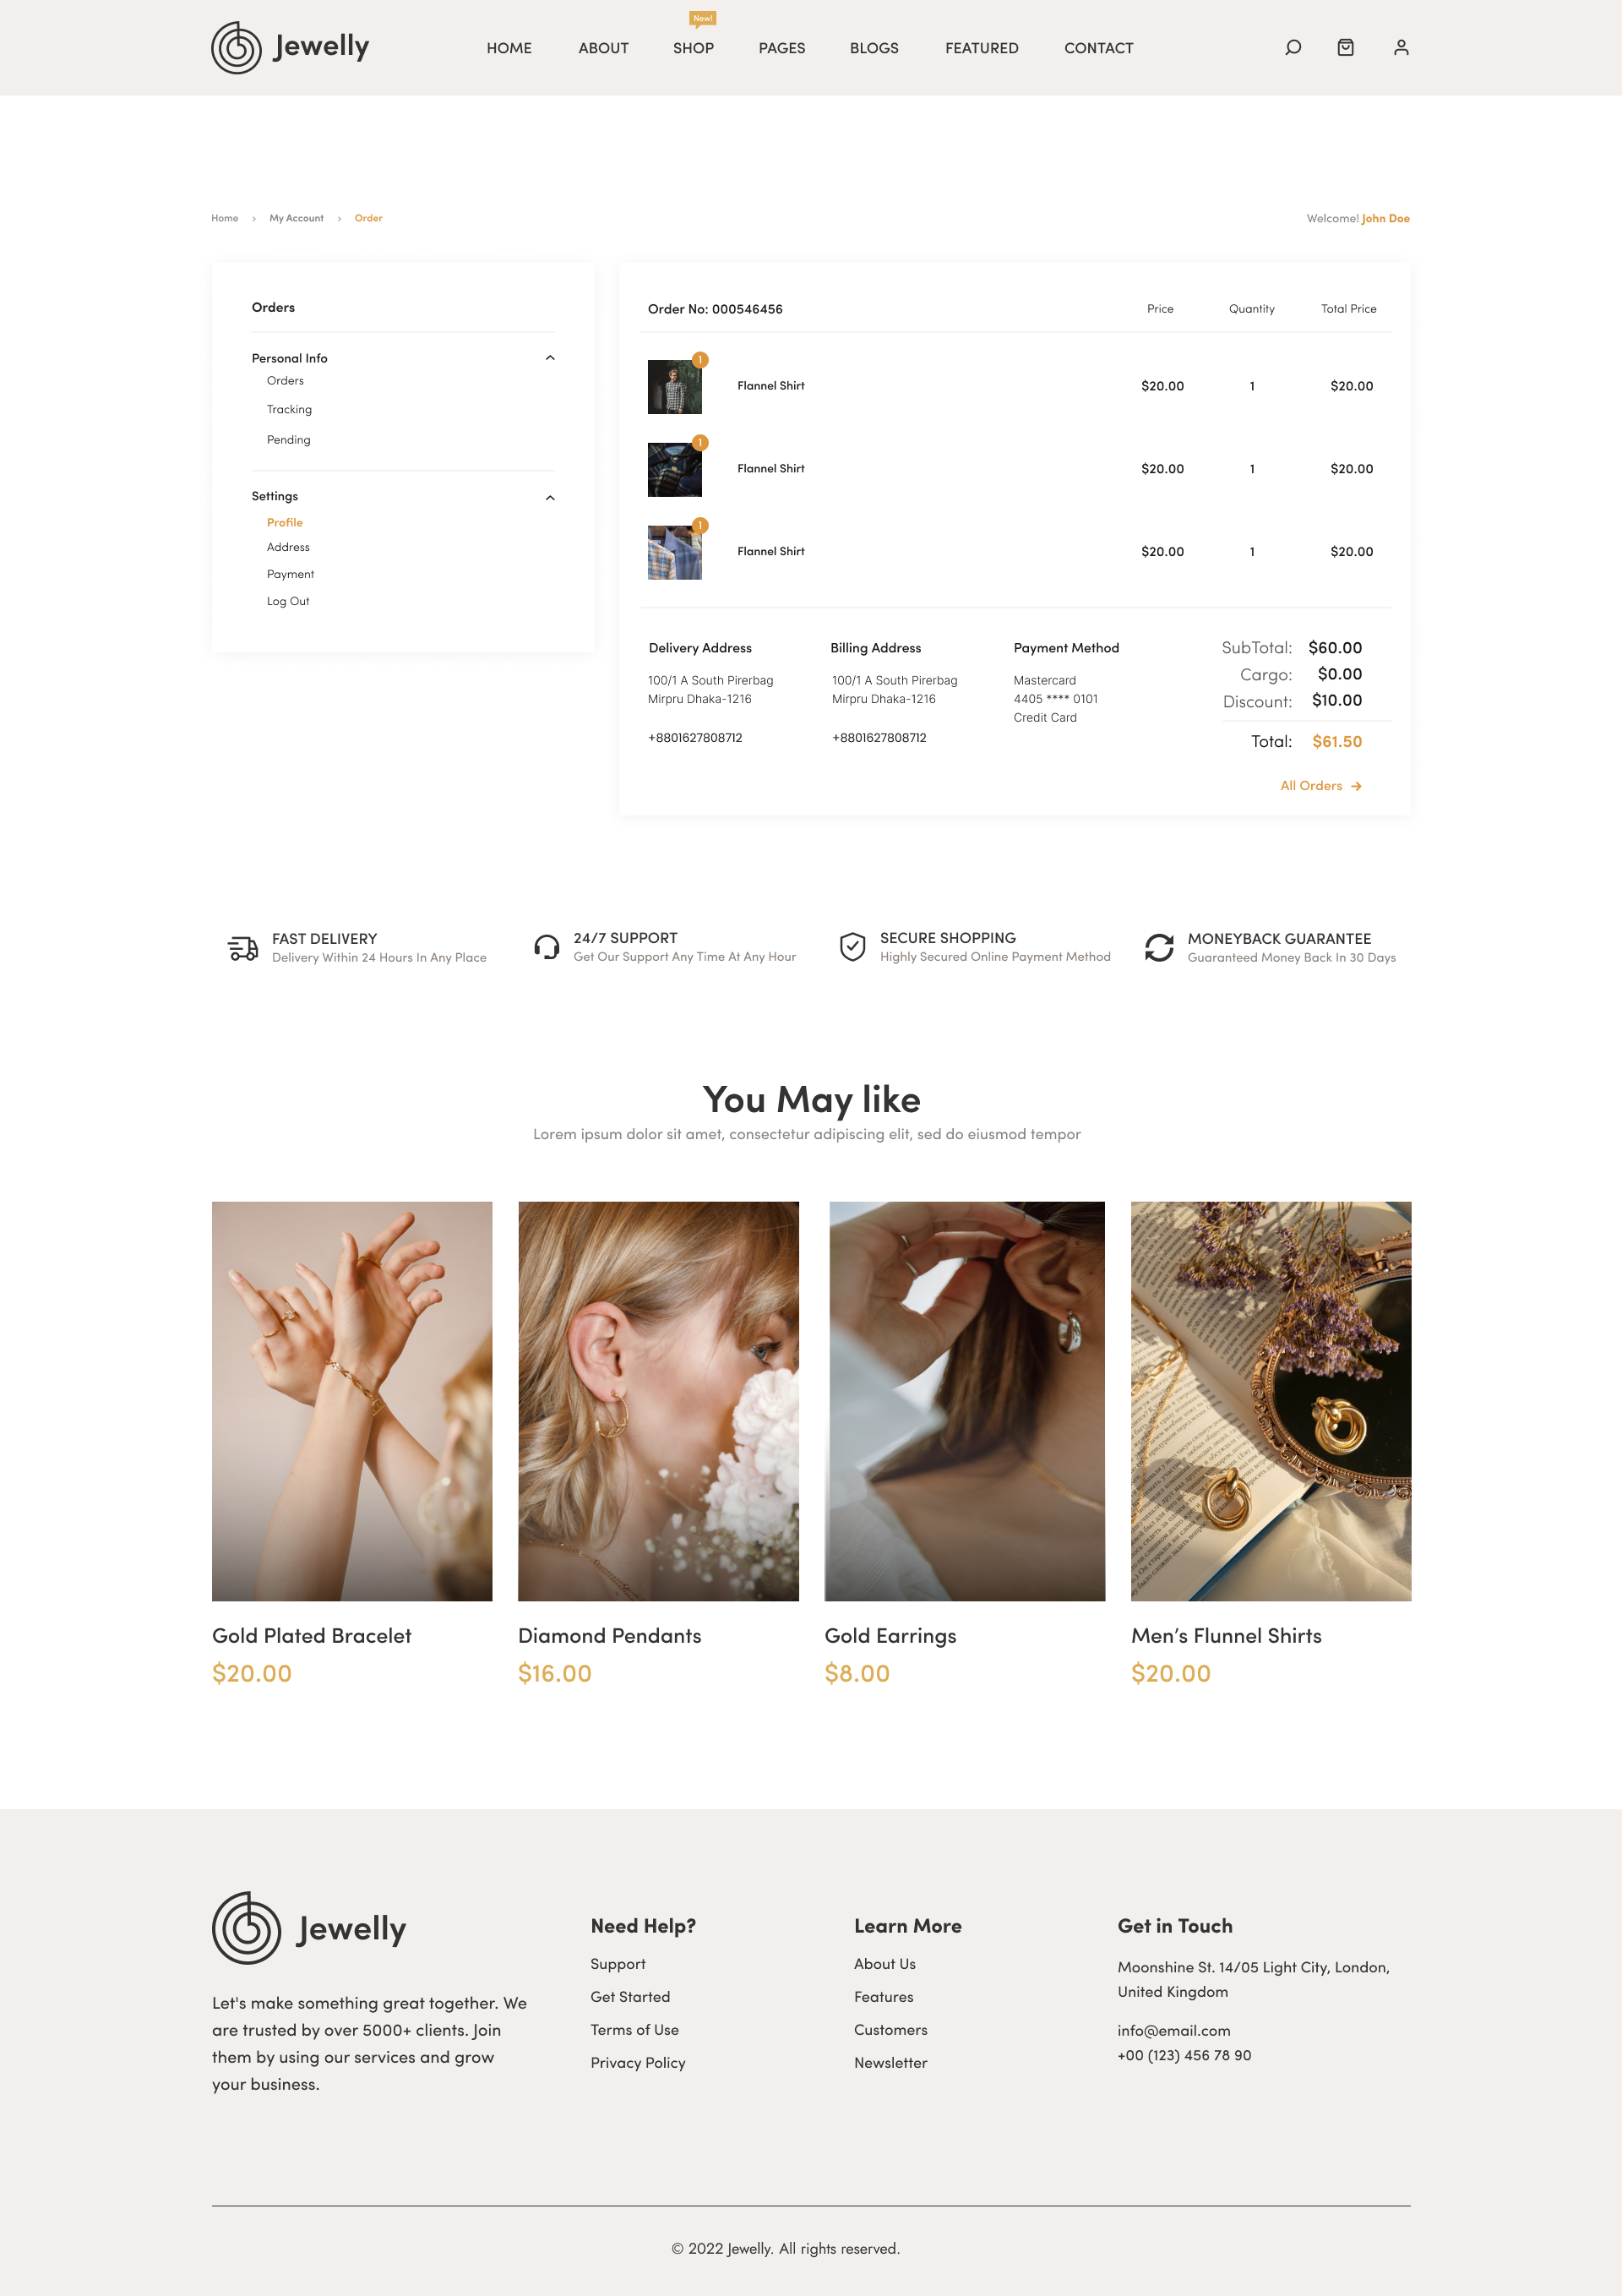 New!
Jewelly
HOME ABOUT SHOP PAGES BLOGS FEATURED CONTACT
Home › My Account › Order
Welcome! John Doe
Orders
Personal Info
Orders
Tracking
Pending
Settings
Profile
Address
Payment
Log Out
Order No: 000546456 Price Quantity Total Price
1
Flannel Shirt $20.00 1 $20.00
1
Flannel Shirt $20.00 1 $20.00
1
Flannel Shirt $20.00 1 $20.00
Delivery Address
100/1 A South Pirerbag
Mirpru Dhaka-1216
+8801627808712
Billing Address
100/1 A South Pirerbag
Mirpru Dhaka-1216
+8801627808712
Payment Method
Mastercard
4405 **** 0101
Credit Card
SubTotal: $60.00
Cargo: $0.00
Discount: $10.00
Total: $61.50
All Orders →
FAST DELIVERY
Delivery Within 24 Hours In Any Place
24/7 SUPPORT
Get Our Support Any Time At Any Hour
SECURE SHOPPING
Highly Secured Online Payment Method
MONEYBACK GUARANTEE
Guaranteed Money Back In 30 Days
You May like
Lorem ipsum dolor sit amet, consectetur adipiscing elit, sed do eiusmod tempor
Gold Plated Bracelet
$20.00
Diamond Pendants
$16.00
Gold Earrings
$8.00
Men’s Flunnel Shirts
$20.00
Jewelly
Let's make something great together. We
are trusted by over 5000+ clients. Join
them by using our services and grow
your business.
Need Help?
Support
Get Started
Terms of Use
Privacy Policy
Learn More
About Us
Features
Customers
Newsletter
Get in Touch
Moonshine St. 14/05 Light City, London,
United Kingdom
info@email.com
+00 (123) 456 78 90
© 2022 Jewelly. All rights reserved.